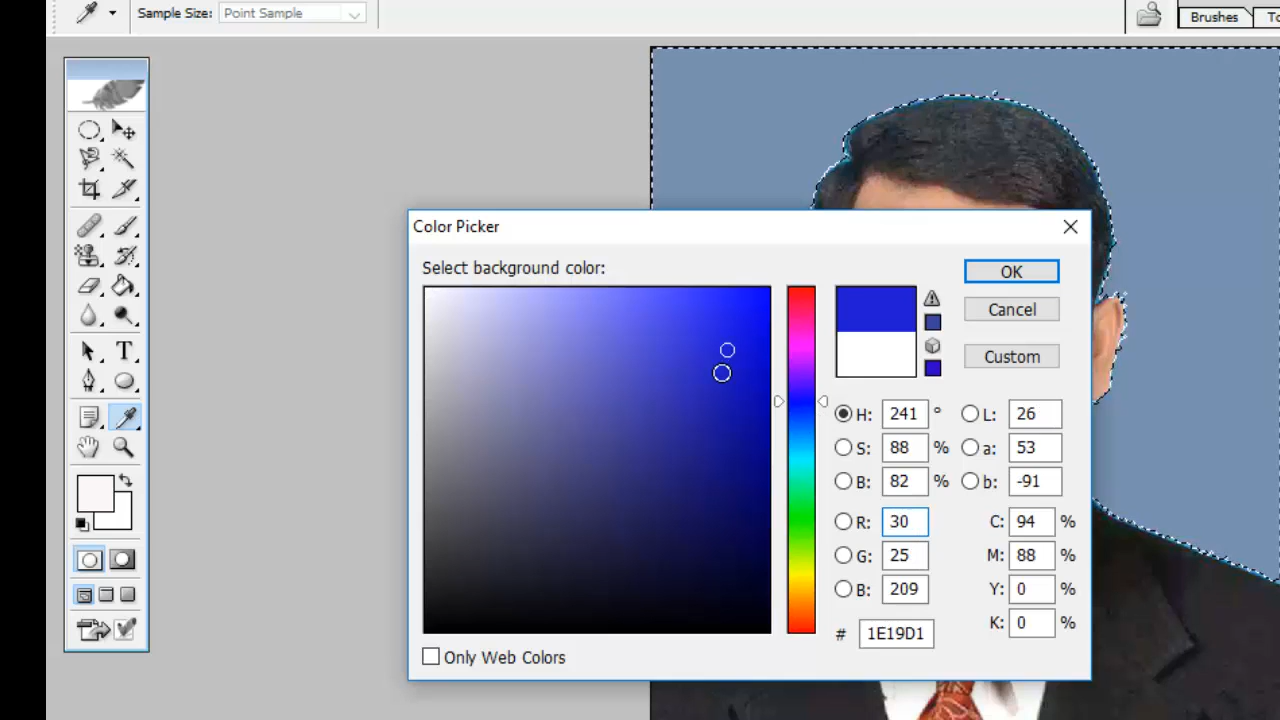 Sample Size: Point Sample
Brushes
Color Picker
Select background color:
OK
Cancel
Custom
H: 241 °
L: 26
S: 88 %
a: 53
B: 82 %
b: -91
R: 30
C: 94 %
G: 25
M: 88 %
B: 209
Y: 0 %
# 1E19D1
K: 0 %
Only Web Colors
T